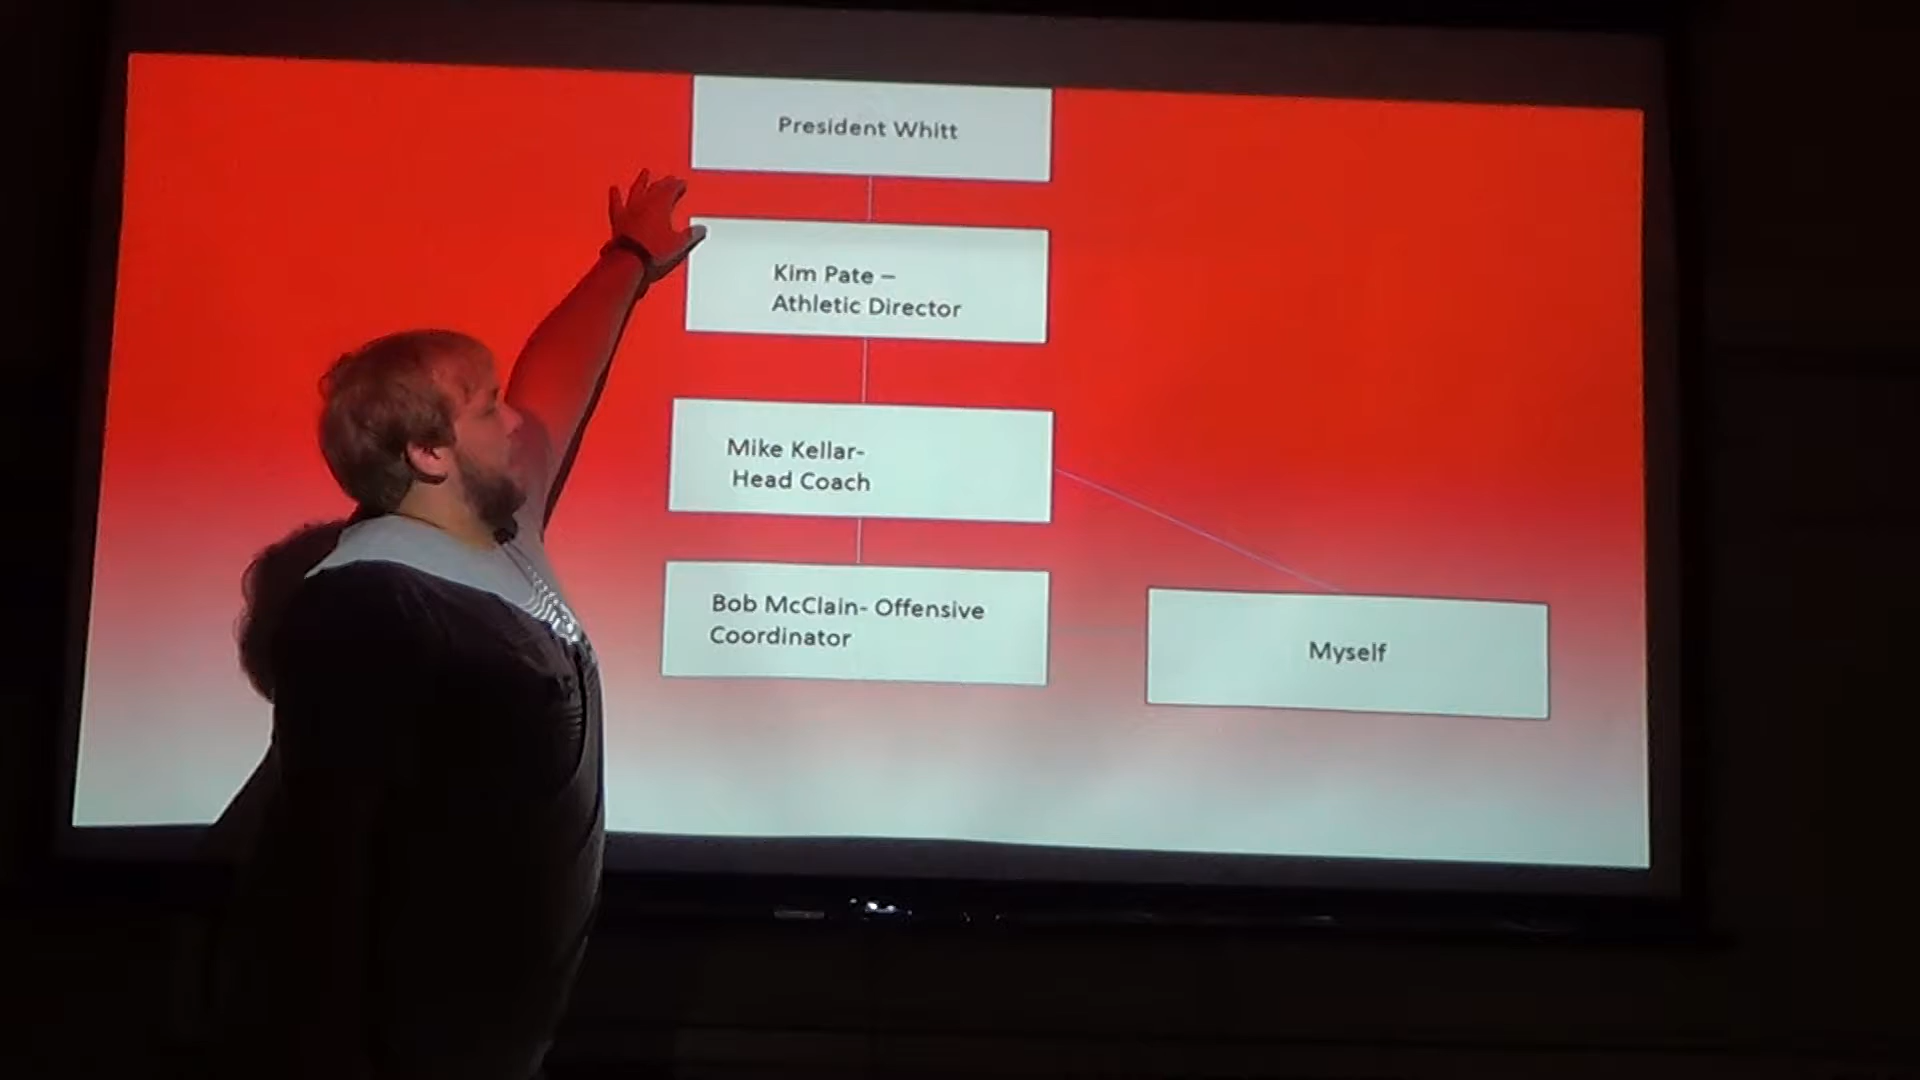 President Whitt
Kim Pate –
Athletic Director
Mike Kellar-
Head Coach
Bob McClain- Offensive
Coordinator
Myself